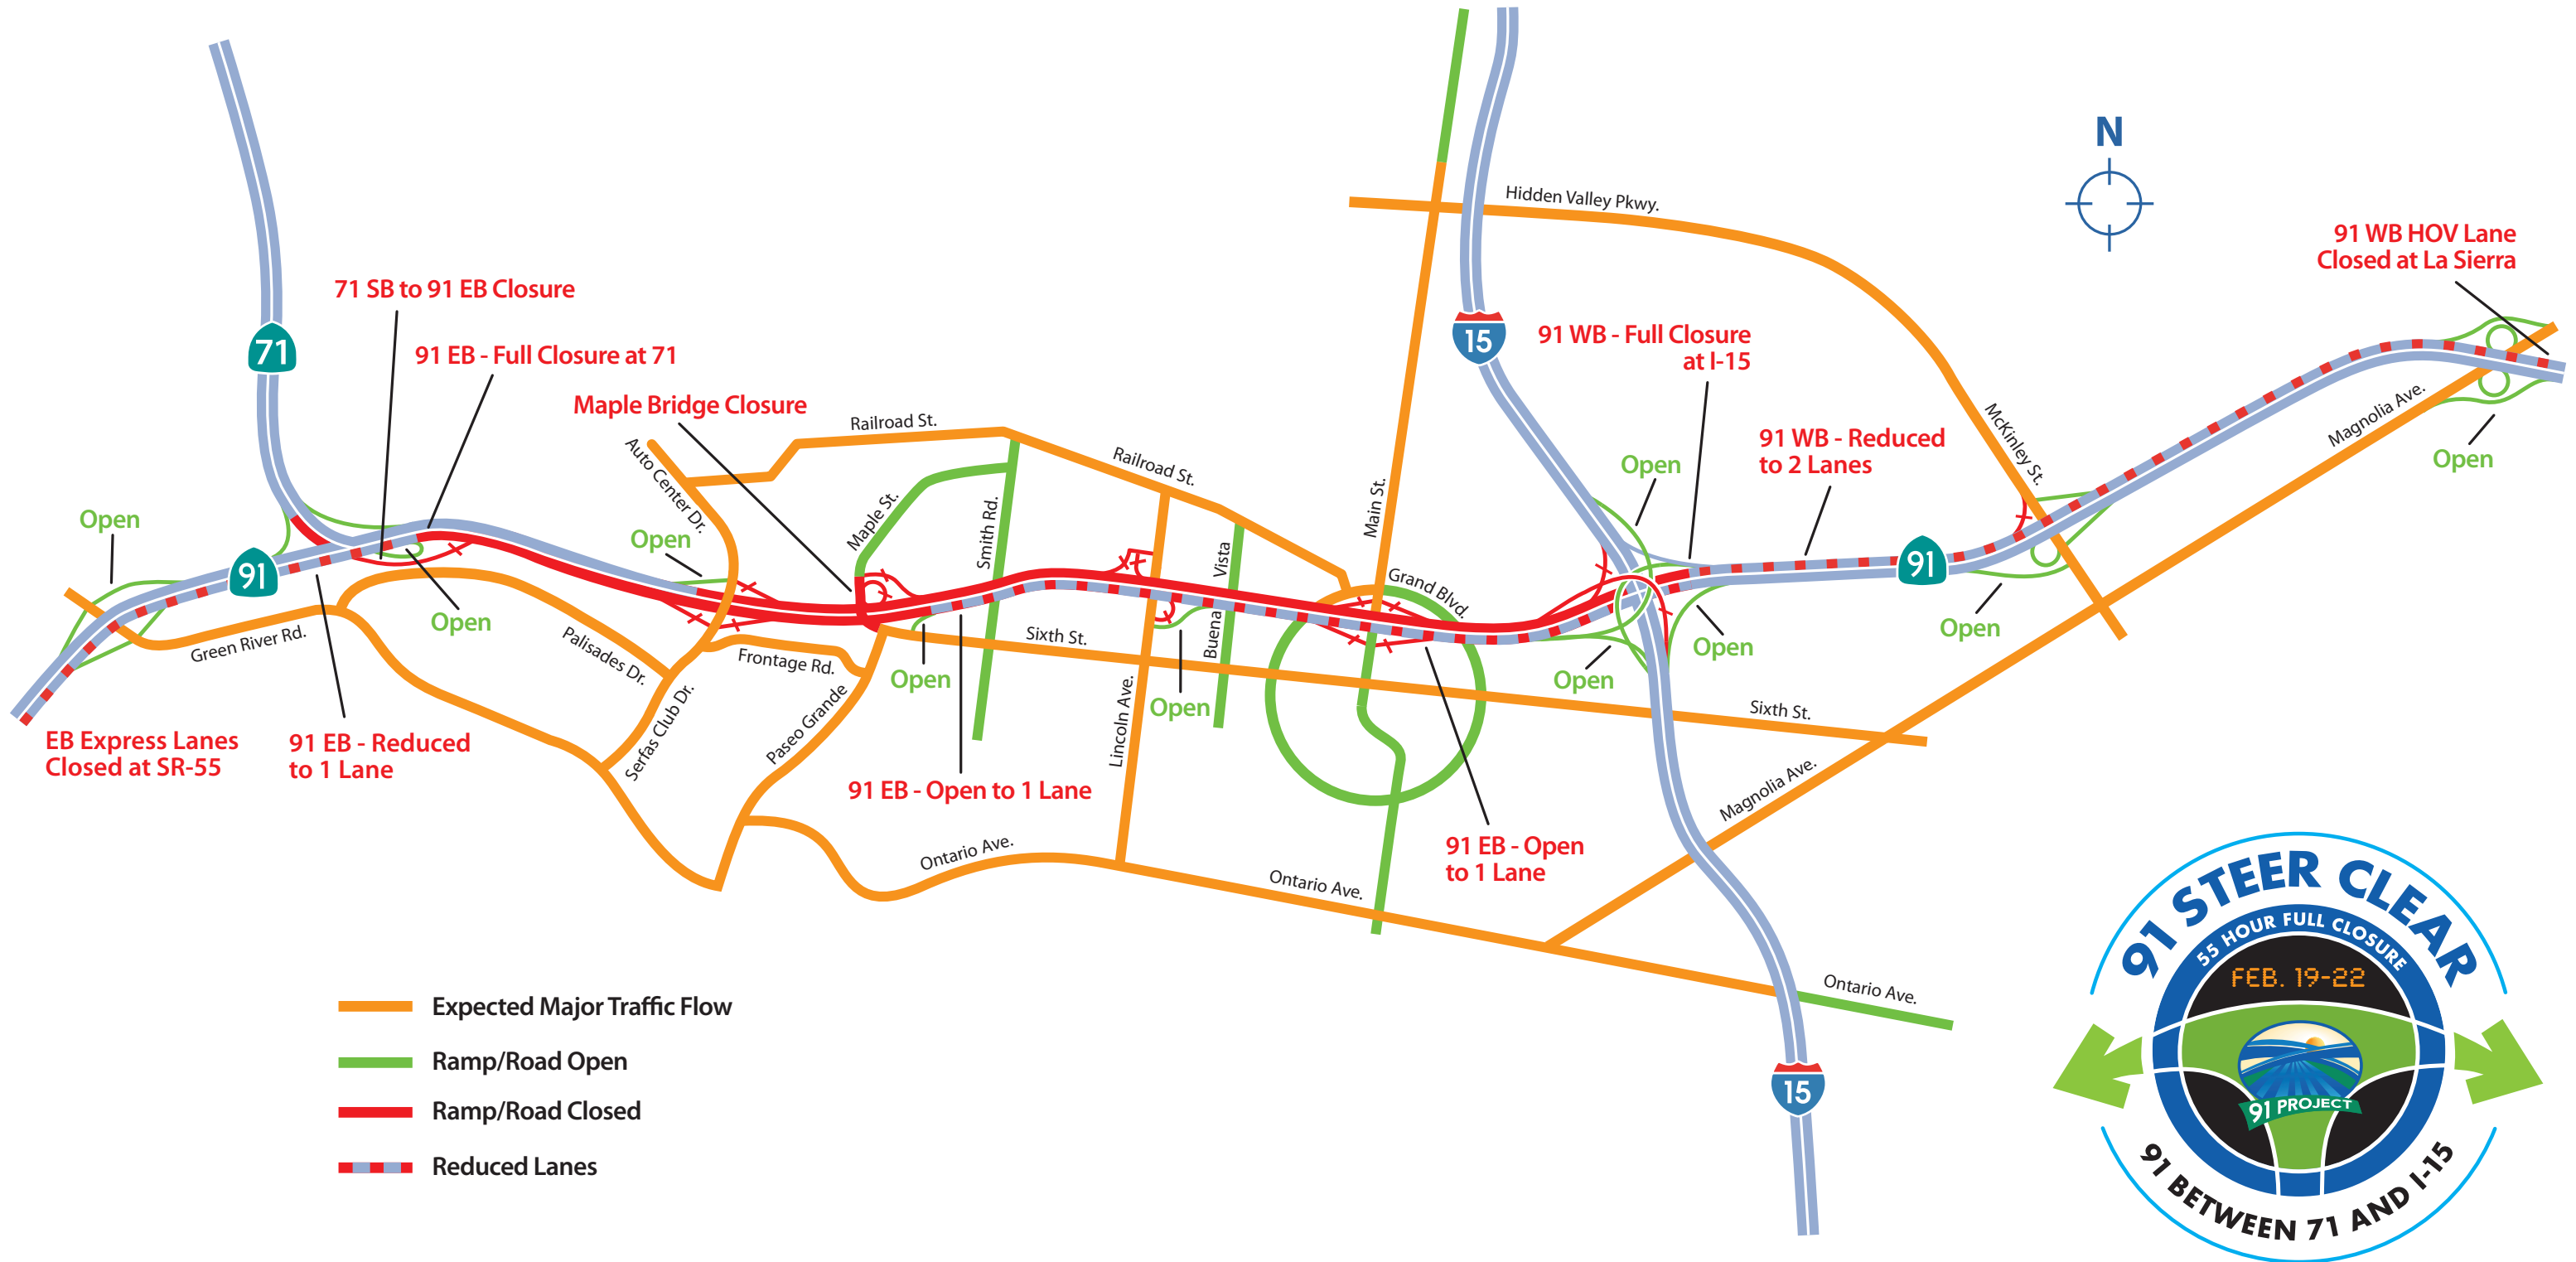 N
Hidden Valley Pkwy.
91 WB HOV Lane
Closed at La Sierra
71 SB to 91 EB Closure
71
15
91 WB - Full Closure
at I-15
91 EB - Full Closure at 71
Maple Bridge Closure
Railroad St.
Auto Center Dr.
Railroad St.
McKinley St.
Magnolia Ave.
91 WB - Reduced
to 2 Lanes
Open
Open
Main St.
Maple St.
Smith Rd.
Open
Open
91
Vista
Grand Blvd.
91
Open
Open
Green River Rd.
Palisades Dr.
Sixth St.
Buena
Open
Frontage Rd.
Open
Open
Open
Serfas Club Dr.
Paseo Grande
Lincoln Ave.
Sixth St.
EB Express Lanes
Closed at SR-55
91 EB - Reduced
to 1 Lane
91 EB - Open to 1 Lane
Magnolia Ave.
91 EB - Open
to 1 Lane
Ontario Ave.
Ontario Ave.
Ontario Ave.
15
Expected Major Traffic Flow
Ramp/Road Open
Ramp/Road Closed
Reduced Lanes
91 STEER CLEAR
55 HOUR FULL CLOSURE
FEB. 19-22
91 PROJECT
91 BETWEEN 71 AND I-15